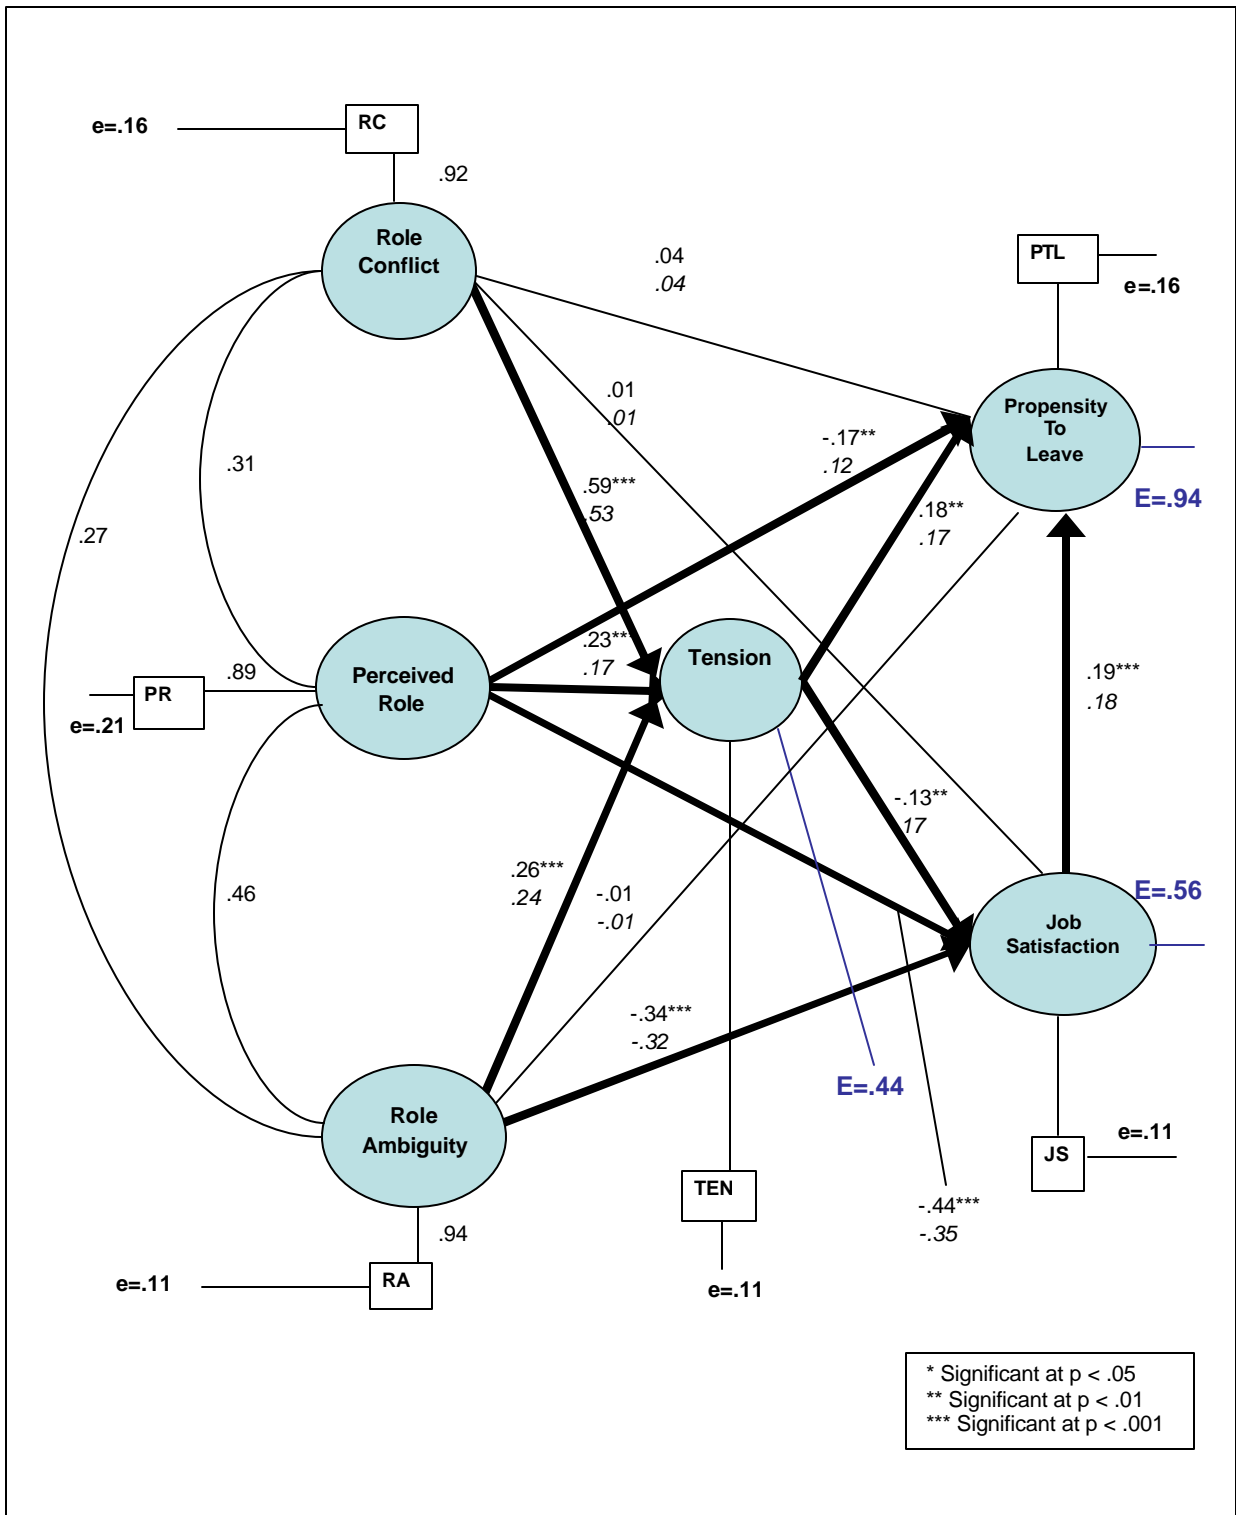 RC
e=.16
.92
Role
Conflict
.04
.04
PTL
e=.16
.01
.01
Propensity
To
Leave
-.17**
.12
.31
.59***
.53
.18**
.17
E=.94
.27
.23***
.17
Tension
.89
PR
Perceived
Role
.19***
.18
e=.21
-.13**
.17
.26***
.24
-.01
-.01
.46
E=.56
Job
Satisfaction
-.34***
-.32
E=.44
Role
Ambiguity
e=.11
JS
TEN
-.44***
-.35
.94
RA
e=.11
e=.11
* Significant at p < .05
** Significant at p < .01
*** Significant at p < .001